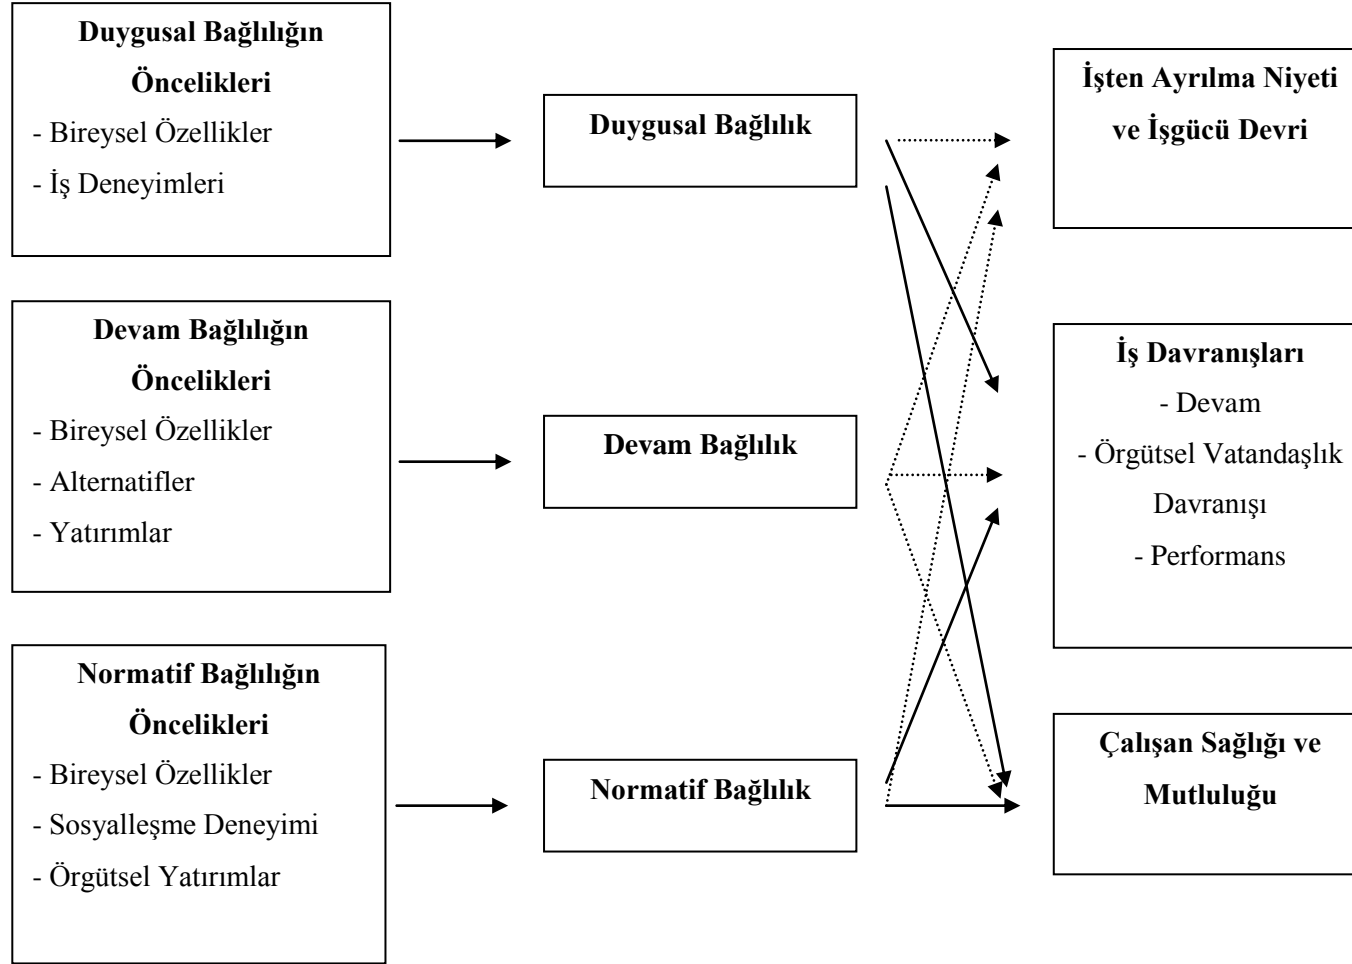 Duygusal Bağlılığın
Öncelikleri
- Bireysel Özellikler
- İş Deneyimleri
Duygusal Bağlılık
İşten Ayrılma Niyeti
ve İşgücü Devri
Devam Bağlılığın
Öncelikleri
- Bireysel Özellikler
- Alternatifler
- Yatırımlar
Devam Bağlılık
İş Davranışları
- Devam
- Örgütsel Vatandaşlık
Davranışı
- Performans
Normatif Bağlılığın
Öncelikleri
- Bireysel Özellikler
- Sosyalleşme Deneyimi
- Örgütsel Yatırımlar
Normatif Bağlılık
Çalışan Sağlığı ve
Mutluluğu